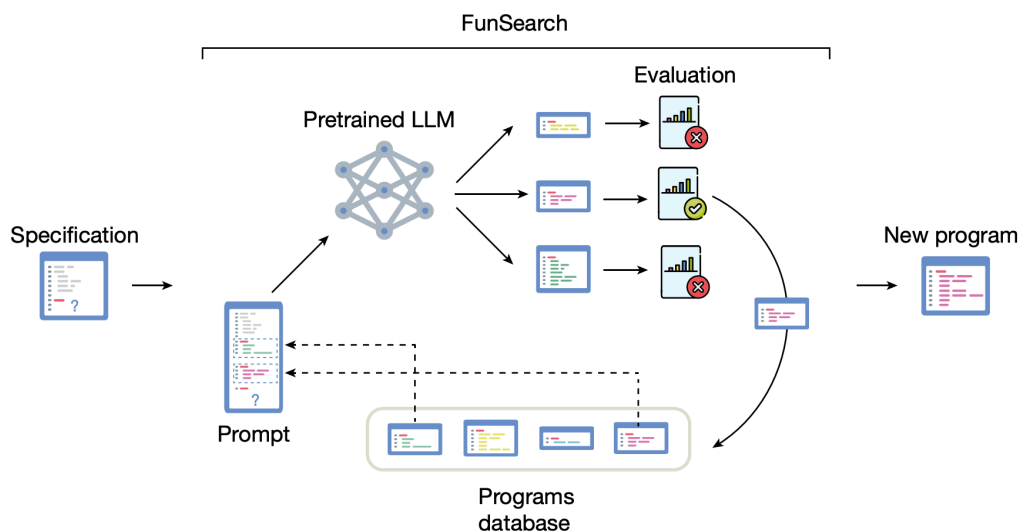 FunSearch
Evaluation
Pretrained LLM
Specification
?
New program
?
Prompt
Programs
database